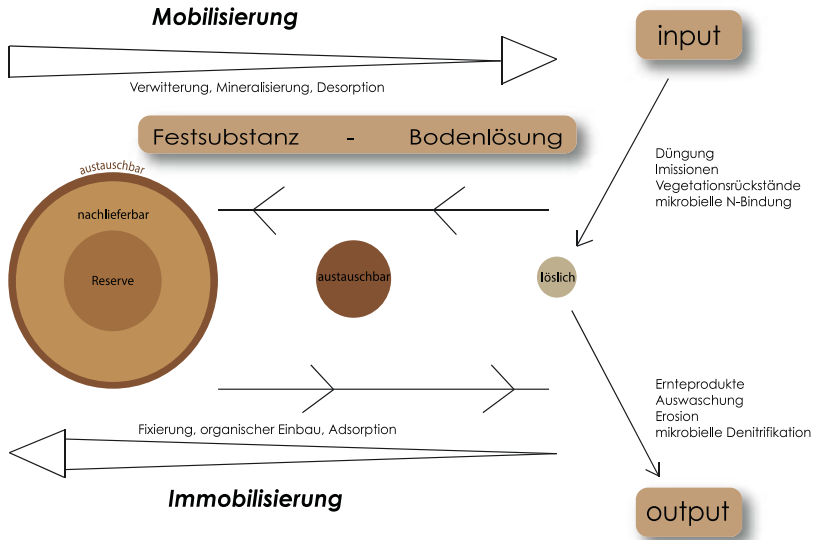 Mobilisierung
input
Verwitterung, Mineralisierung, Desorption
Festsubstanz - Bodenlösung
Düngung
Imissionen
Vegetationsrückstände
mikrobielle N-Bindung
austauschbar
nachlieferbar
Reserve
austauschbar
löslich
Ernteprodukte
Auswaschung
Erosion
mikrobielle Denitrifikation
Fixierung, organischer Einbau, Adsorption
Immobilisierung
output